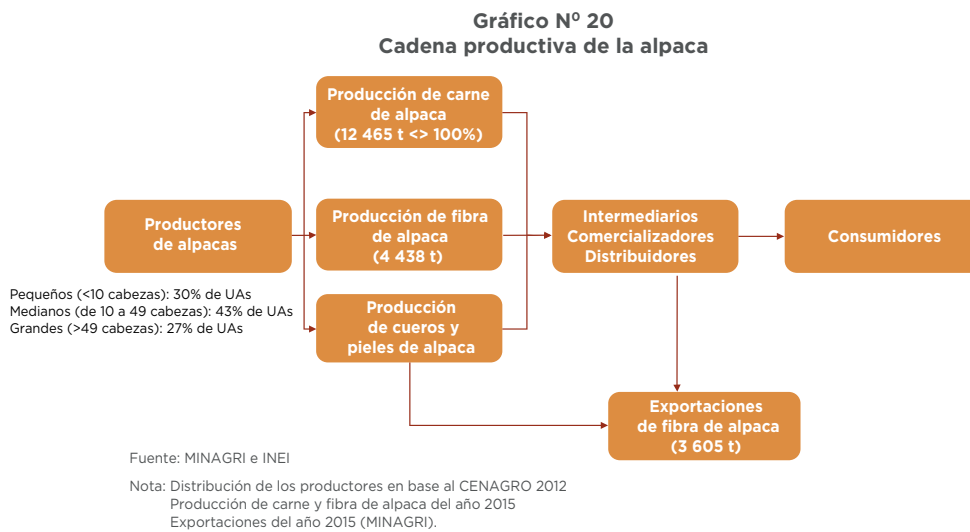 Gráfico Nº 20
Cadena productiva de la alpaca
Producción de carne
de alpaca
(12 465 t <> 100%)
Productores
de alpacas
Producción de fibra
de alpaca
(4 438 t)
Intermediarios
Comercializadores
Distribuidores
Consumidores
Pequeños (<10 cabezas): 30% de UAs
Medianos (de 10 a 49 cabezas): 43% de UAs
Grandes (>49 cabezas): 27% de UAs
Producción
de cueros y
pieles de alpaca
Exportaciones
de fibra de alpaca
(3 605 t)
Fuente: MINAGRI e INEI
Nota: Distribución de los productores en base al CENAGRO 2012
Producción de carne y fibra de alpaca del año 2015
Exportaciones del año 2015 (MINAGRI).